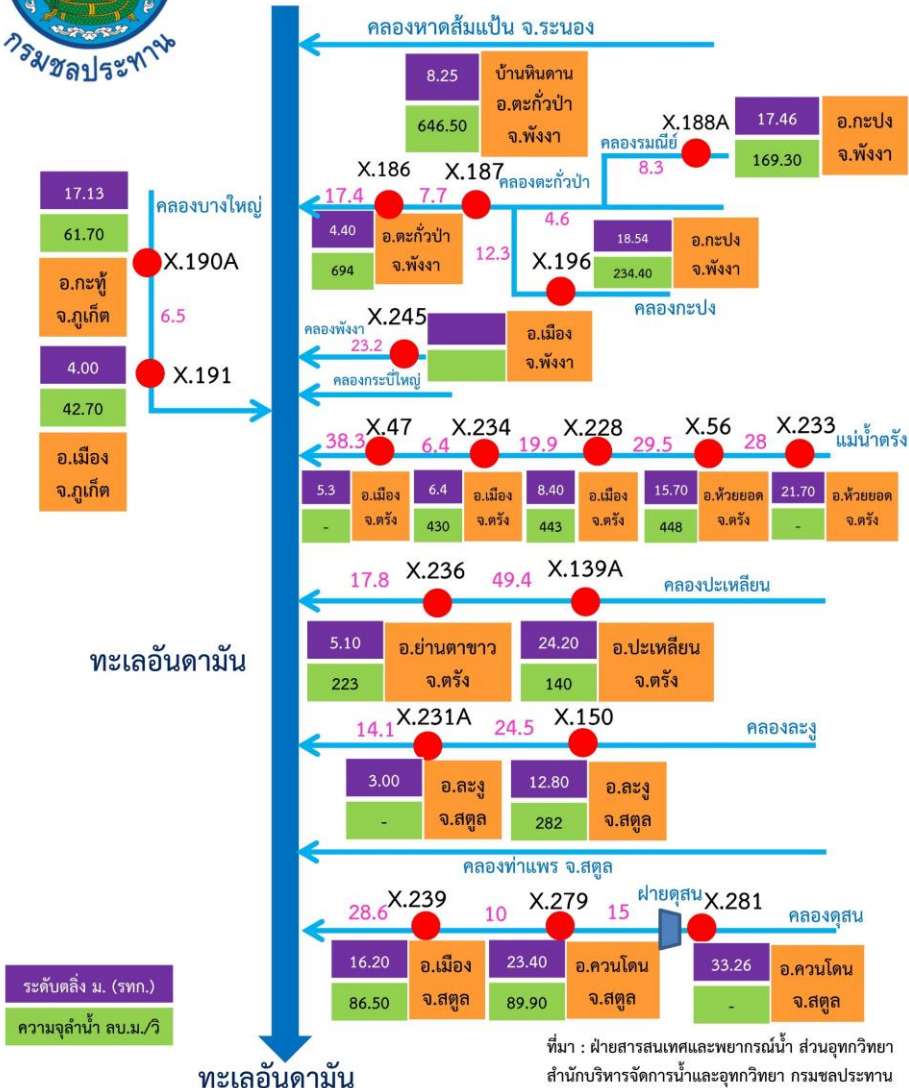 กรมชลประทาน
คลองหาดส้มแป้น จ.ระนอง
8.25
646.50
บ้านหินดาน
อ.ตะกั่วป่า
จ.พังงา
X.188A
17.46
169.30
อ.กะปง
จ.พังงา
คลองรมณีย์
8.3
X.186
X.187
คลองตะกั่วป่า
17.4
7.7
4.6
4.40
694
อ.ตะกั่วป่า
จ.พังงา
12.3
X.196
18.54
234.40
อ.กะปง
จ.พังงา
คลองกะปง
17.13
61.70
อ.กะทู้
จ.ภูเก็ต
คลองบางใหญ่
X.190A
6.5
4.00
42.70
อ.เมือง
จ.ภูเก็ต
X.191
คลองพังงา
X.245
23.2
อ.เมือง
จ.พังงา
คลองกระบี่ใหญ่
X.47
X.234
X.228
X.56
X.233
38.3
6.4
19.9
29.5
28
แม่น้ำตรัง
5.3
-
อ.เมือง
จ.ตรัง
6.4
430
อ.เมือง
จ.ตรัง
8.40
443
อ.เมือง
จ.ตรัง
15.70
448
อ.ห้วยยอด
จ.ตรัง
21.70
-
อ.ห้วยยอด
จ.ตรัง
17.8
X.236
49.4
X.139A
คลองปะเหลียน
5.10
223
อ.ย่านตาขาว
จ.ตรัง
24.20
140
อ.ปะเหลียน
จ.ตรัง
ทะเลอันดามัน
14.1
X.231A
24.5
X.150
คลองละงู
3.00
-
อ.ละงู
จ.สตูล
12.80
282
อ.ละงู
จ.สตูล
คลองท่าแพร จ.สตูล
28.6
X.239
10
X.279
15
ฝายดุสน
X.281
คลองดุสน
16.20
86.50
อ.เมือง
จ.สตูล
23.40
89.90
อ.ควนโดน
จ.สตูล
33.26
-
อ.ควนโดน
จ.สตูล
ระดับตลิ่ง ม. (รทก.)
ความจุลำน้ำ ลบ.ม./วิ
ทะเลอันดามัน
ที่มา : ฝ่ายสารสนเทศและพยากรณ์น้ำ ส่วนอุทกวิทยา
สำนักบริหารจัดการน้ำและอุทกวิทยา กรมชลประทาน